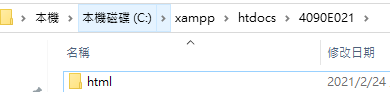 本機 > 本機磁碟 (C:) > xampp > htdocs > 4090E021
名稱 修改日期
html 2021/2/24